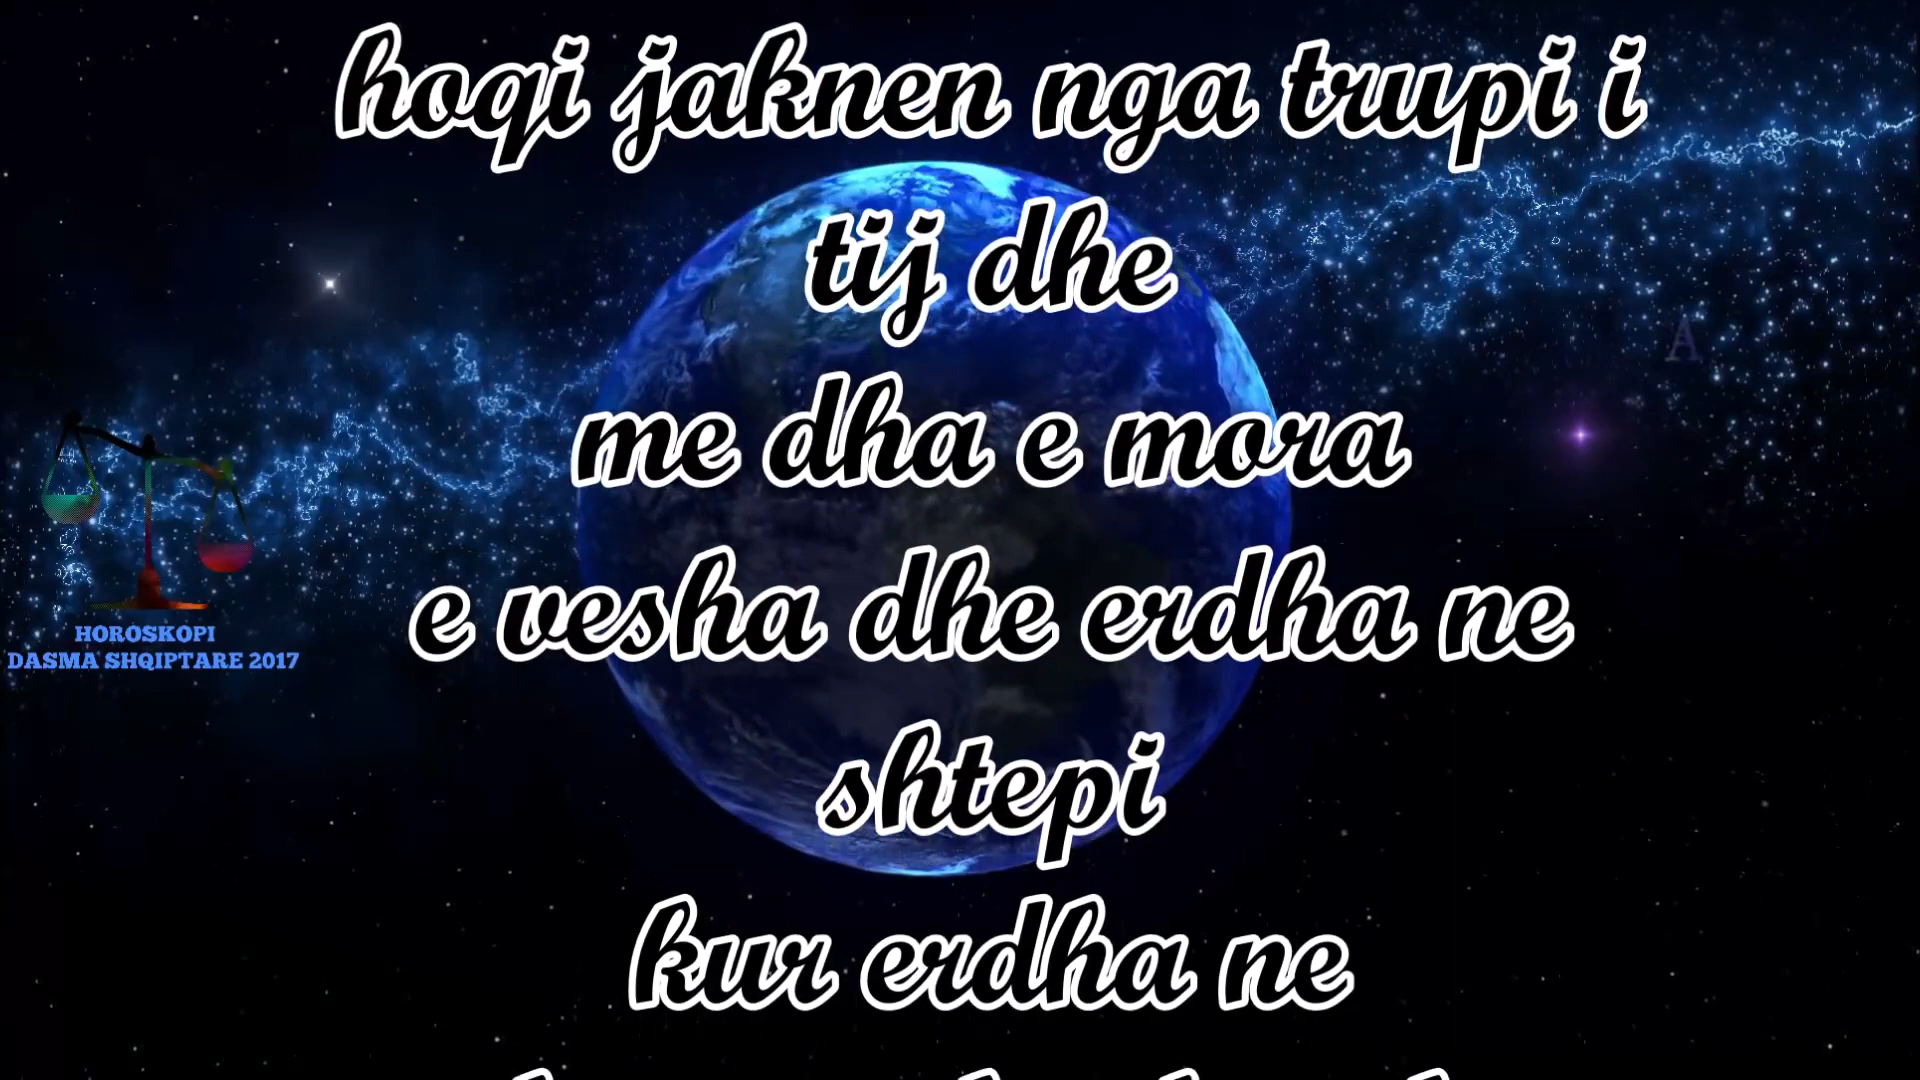 hoqi jaknen nga trupi i
tij dhe
me dha e mora
e vesha dhe erdha ne
shtepi
kur erdha ne
HOROSKOPI
DASMA SHQIPTARE 2017
A